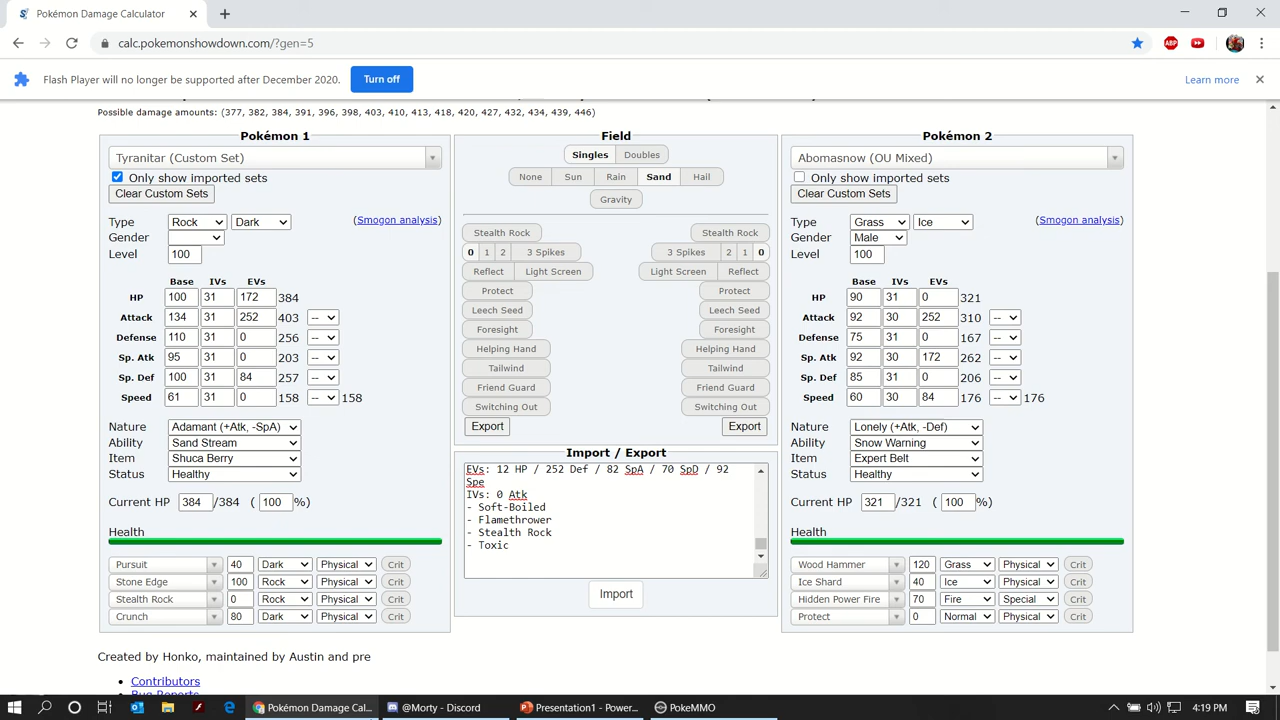 Pokémon Damage Calculator
calc.pokemonshowdown.com/?gen=5
ABP
Flash Player will no longer be supported after December 2020. Turn off Learn more
Possible damage amounts: (377, 382, 384, 391, 396, 398, 403, 410, 413, 418, 420, 427, 432, 434, 439, 446)
Pokémon 1
Tyranitar (Custom Set)
Only show imported sets
Clear Custom Sets
Type Rock Dark (Smogon analysis)
Gender
Level 100
Base IVs EVs
HP 100 31 172 384
Attack 134 31 252 403 --
Defense 110 31 0 256 --
Sp. Atk 95 31 0 203 --
Sp. Def 100 31 84 257 --
Speed 61 31 0 158 -- 158
Nature Adamant (+Atk, -SpA)
Ability Sand Stream
Item Shuca Berry
Status Healthy
Current HP 384 /384 ( 100 %)
Health
Pursuit 40 Dark Physical Crit
Stone Edge 100 Rock Physical Crit
Stealth Rock 0 Rock Physical Crit
Crunch 80 Dark Physical Crit
Field
Singles Doubles
None Sun Rain Sand Hail
Gravity
Stealth Rock Stealth Rock
0 1 2 3 Spikes 3 Spikes 2 1 0
Reflect Light Screen Light Screen Reflect
Protect Protect
Leech Seed Leech Seed
Foresight Foresight
Helping Hand Helping Hand
Tailwind Tailwind
Friend Guard Friend Guard
Switching Out Switching Out
Export Export
Import / Export
EVs: 12 HP / 252 Def / 82 SpA / 70 SpD / 92
Spe
IVs: 0 Atk
- Soft-Boiled
- Flamethrower
- Stealth Rock
- Toxic
Import
Pokémon 2
Abomasnow (OU Mixed)
Only show imported sets
Clear Custom Sets
Type Grass Ice (Smogon analysis)
Gender Male
Level 100
Base IVs EVs
HP 90 31 0 321
Attack 92 30 252 310 --
Defense 75 31 0 167 --
Sp. Atk 92 30 172 262 --
Sp. Def 85 31 0 206 --
Speed 60 30 84 176 -- 176
Nature Lonely (+Atk, -Def)
Ability Snow Warning
Item Expert Belt
Status Healthy
Current HP 321 /321 ( 100 %)
Health
Wood Hammer 120 Grass Physical Crit
Ice Shard 40 Ice Physical Crit
Hidden Power Fire 70 Fire Special Crit
Protect 0 Normal Physical Crit
Created by Honko, maintained by Austin and pre
Contributors
Pokémon Damage Cal...
@Morty - Discord
Presentation1 - Power...
PokeMMO
4:19 PM